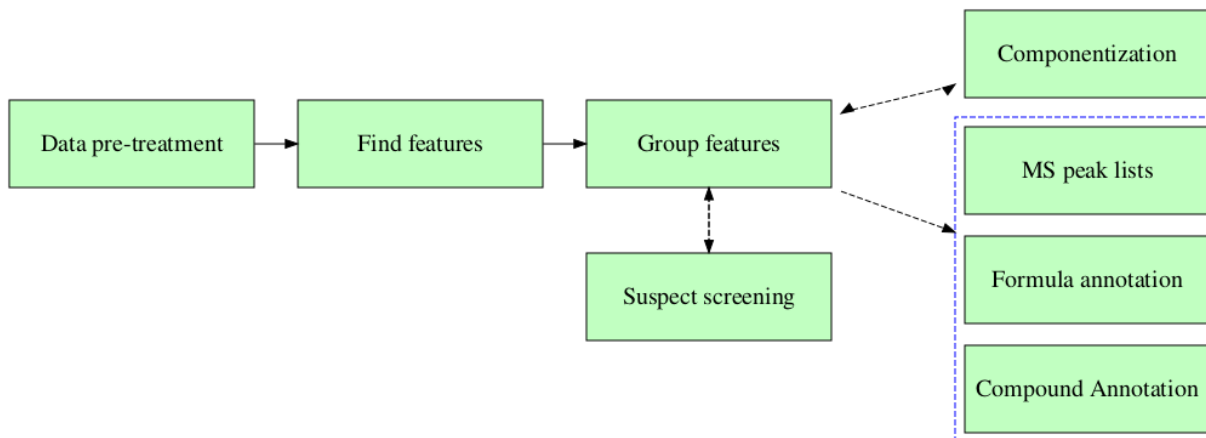 Data pre-treatment
Find features
Group features
Suspect screening
Componentization
MS peak lists
Formula annotation
Compound Annotation